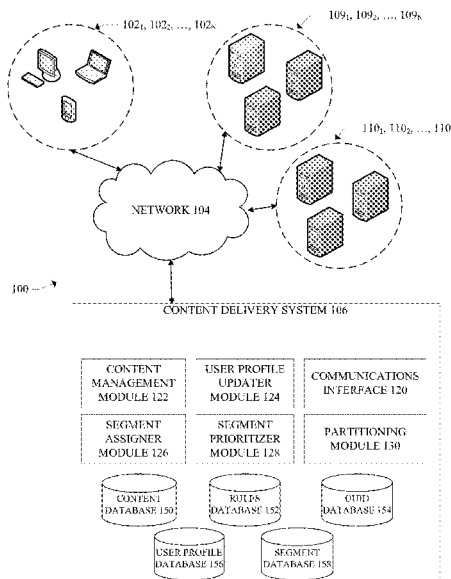 102₁, 102₂, ..., 102ₙ
109₁, 109₂, ..., 109ₙ
110₁, 110₂, ..., 110
NETWORK 104
100
CONTENT DELIVERY SYSTEM 106
CONTENT
MANAGEMENT
MODULE 122
USER PROFILE
UPDATER
MODULE 124
COMMUNICATIONS
INTERFACE 120
SEGMENT
ASSIGNER
MODULE 126
SEGMENT
PRIORITIZER
MODULE 128
PARTITIONING
MODULE 130
CONTENT
DATABASE 150
RULES
DATABASE 152
DATABASE 154
USER PROFILE
DATABASE 156
SEGMENT
DATABASE 158